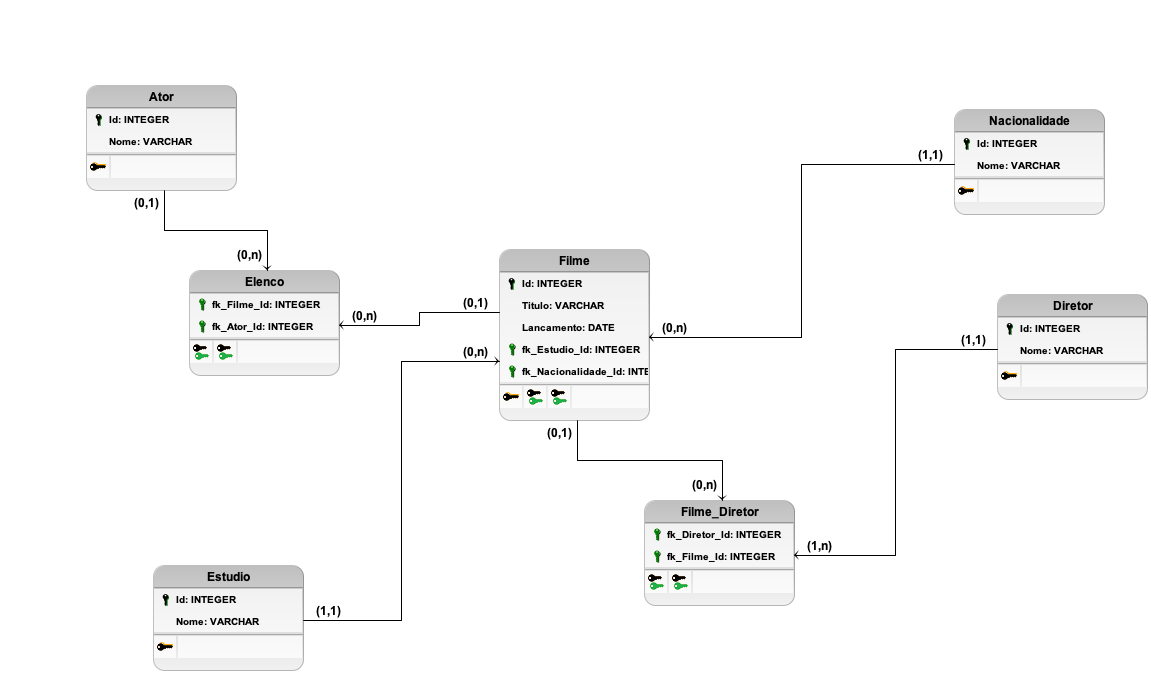 Ator
Id: INTEGER
Nome: VARCHAR
(0,1)
(0,n)
Elenco
fk_Filme_Id: INTEGER
fk_Ator_Id: INTEGER
(0,n)
(0,1)
(0,n)
Filme
Id: INTEGER
Titulo: VARCHAR
Lancamento: DATE
fk_Estudio_Id: INTEGER
fk_Nacionalidade_Id: INTE
(0,n)
(1,1)
Nacionalidade
Id: INTEGER
Nome: VARCHAR
Diretor
Id: INTEGER
Nome: VARCHAR
(1,1)
(0,1)
(0,n)
Filme_Diretor
fk_Diretor_Id: INTEGER
fk_Filme_Id: INTEGER
(1,n)
Estudio
Id: INTEGER
Nome: VARCHAR
(1,1)